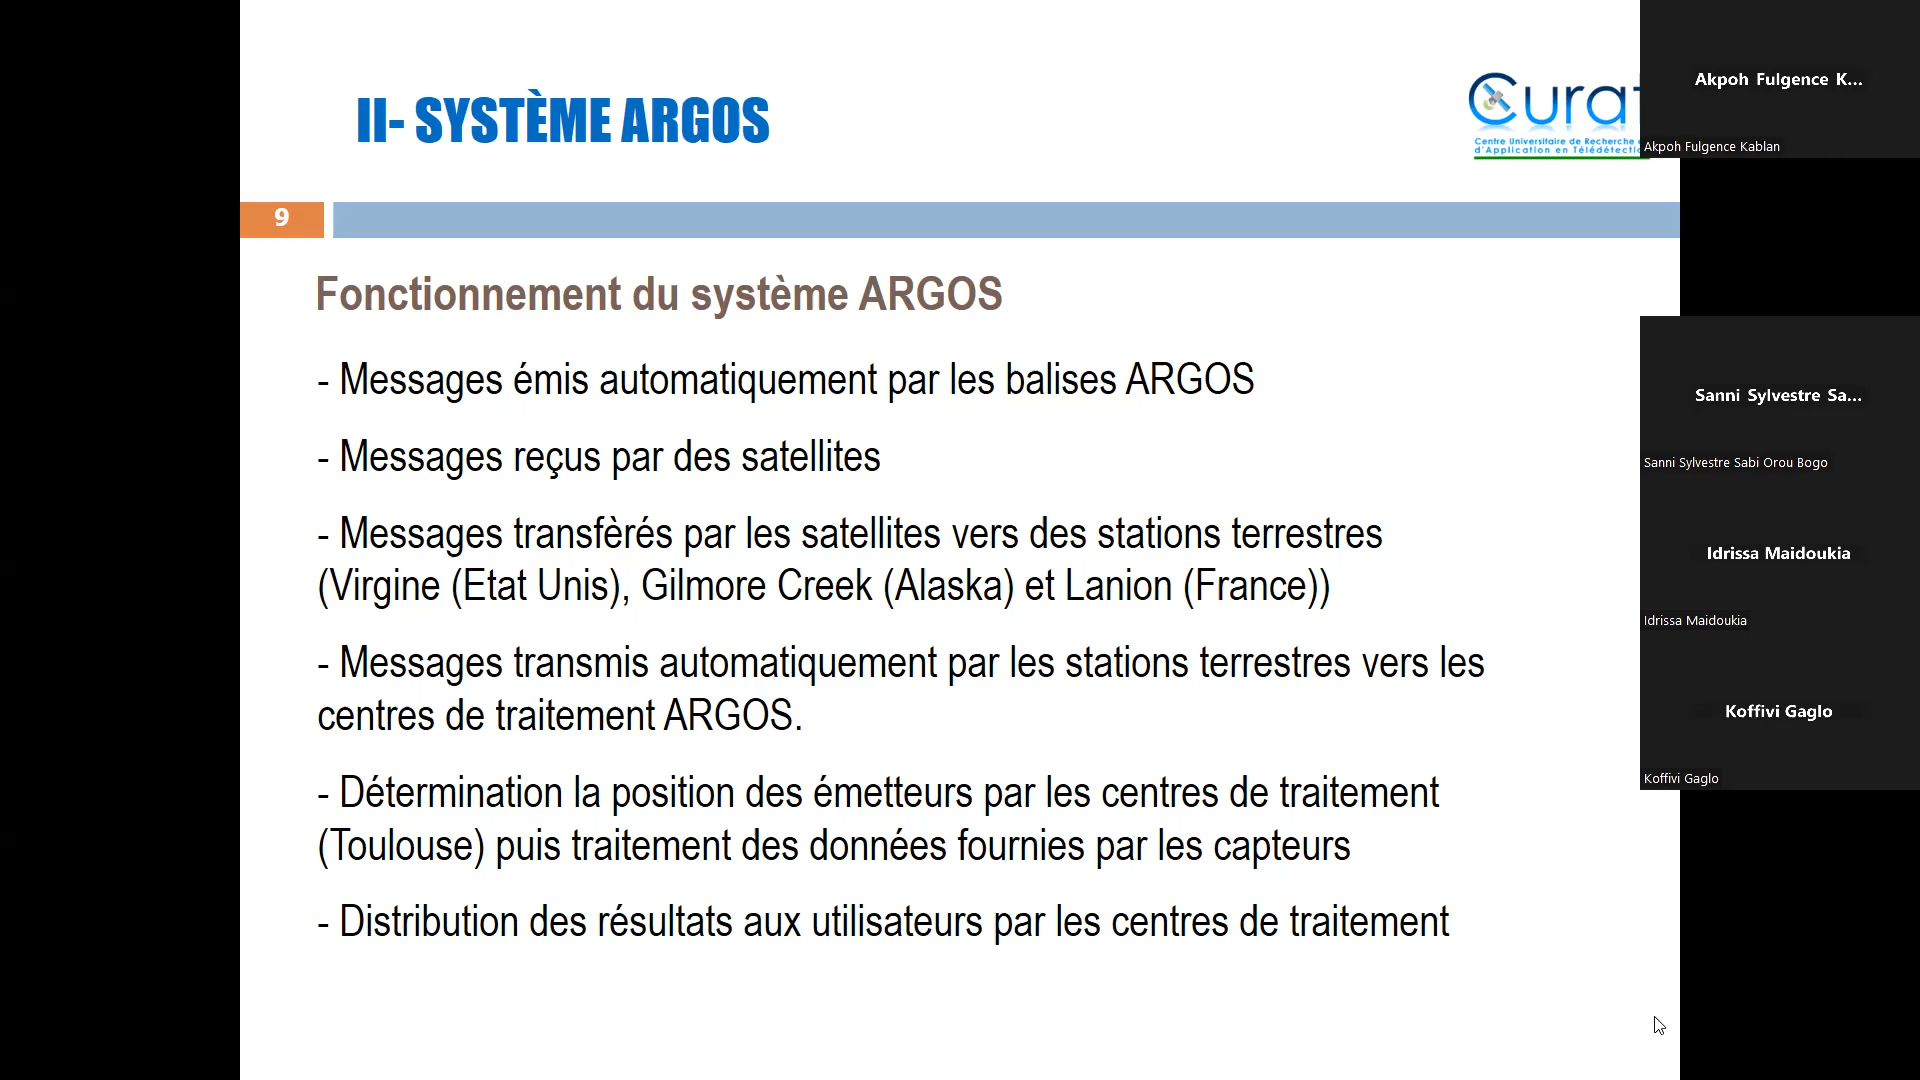 II- SYSTÈME ARGOS
Curat
Centre Universitaire de Recherche
d'Application en Télédétecti
9
Fonctionnement du système ARGOS
- Messages émis automatiquement par les balises ARGOS
- Messages reçus par des satellites
- Messages transfèrés par les satellites vers des stations terrestres
(Virgine (Etat Unis), Gilmore Creek (Alaska) et Lanion (France))
- Messages transmis automatiquement par les stations terrestres vers les
centres de traitement ARGOS.
- Détermination la position des émetteurs par les centres de traitement
(Toulouse) puis traitement des données fournies par les capteurs
- Distribution des résultats aux utilisateurs par les centres de traitement
Akpoh Fulgence K...
Akpoh Fulgence Kablan
Sanni Sylvestre Sa...
Sanni Sylvestre Sabi Orou Bogo
Idrissa Maidoukia
Idrissa Maidoukia
Koffivi Gaglo
Koffivi Gaglo